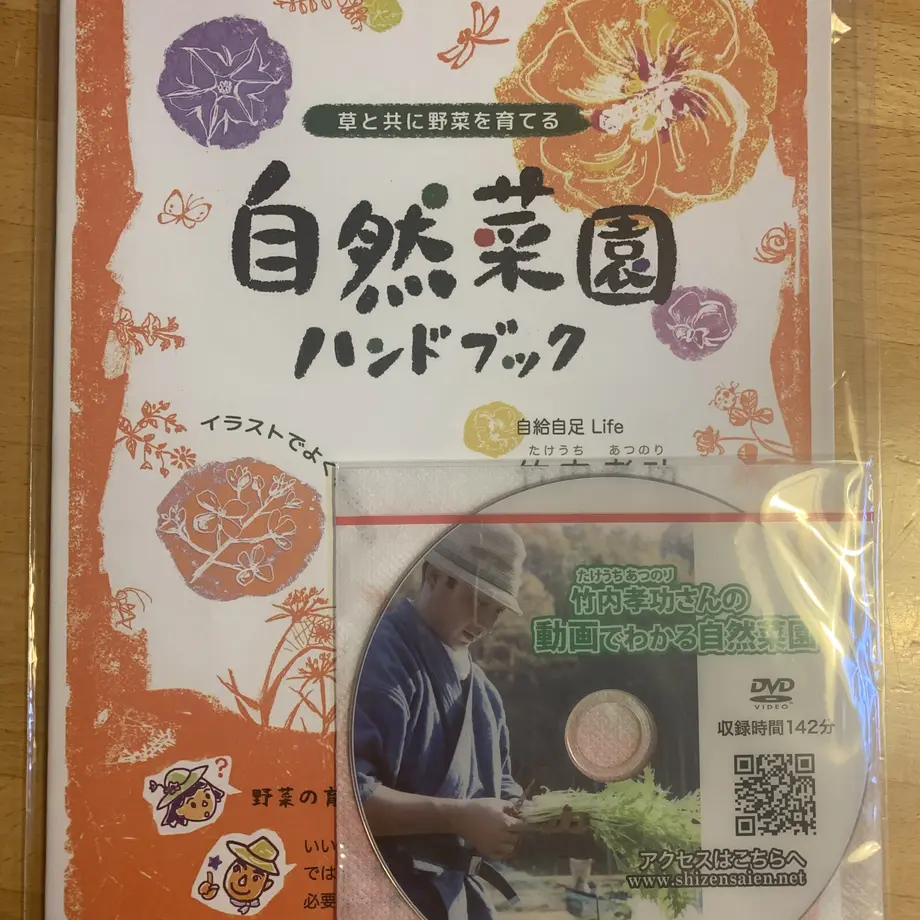 草と共に野菜を育てる
自然菜園
ハンドブック
イラストでよ
自給自足 Life
たけうち あつのり
たけうち あつのり
竹内孝功さんの
動画でわかる自然菜園
DVD
VIDEO
収録時間142分
アクセスはこちらへ
www.shizensaien.net
?
野菜の育
いい
では
必要